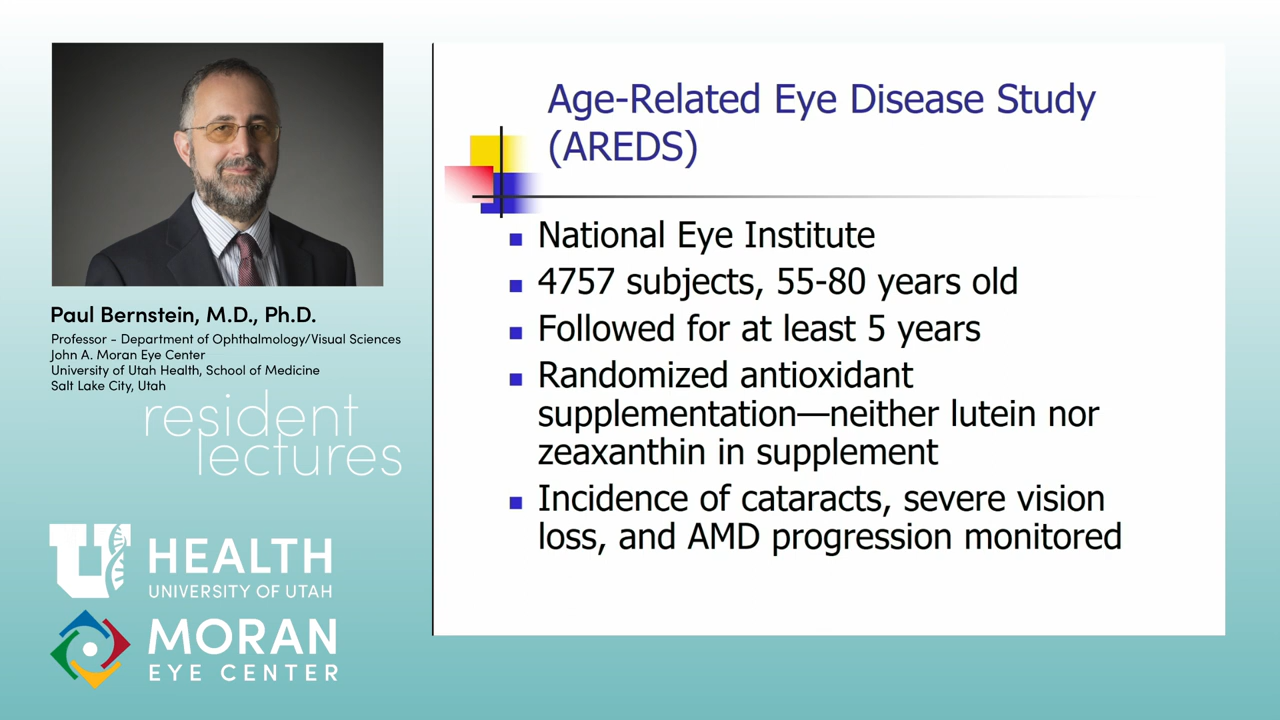 Paul Bernstein, M.D., Ph.D.
Professor - Department of Ophthalmology/Visual Sciences
John A. Moran Eye Center
University of Utah Health, School of Medicine
Salt Lake City, Utah
resident
lectures
U HEALTH
UNIVERSITY OF UTAH
MORAN
EYE CENTER
Age-Related Eye Disease Study
(AREDS)
National Eye Institute
4757 subjects, 55-80 years old
Followed for at least 5 years
Randomized antioxidant
supplementation—neither lutein nor
zeaxanthin in supplement
Incidence of cataracts, severe vision
loss, and AMD progression monitored